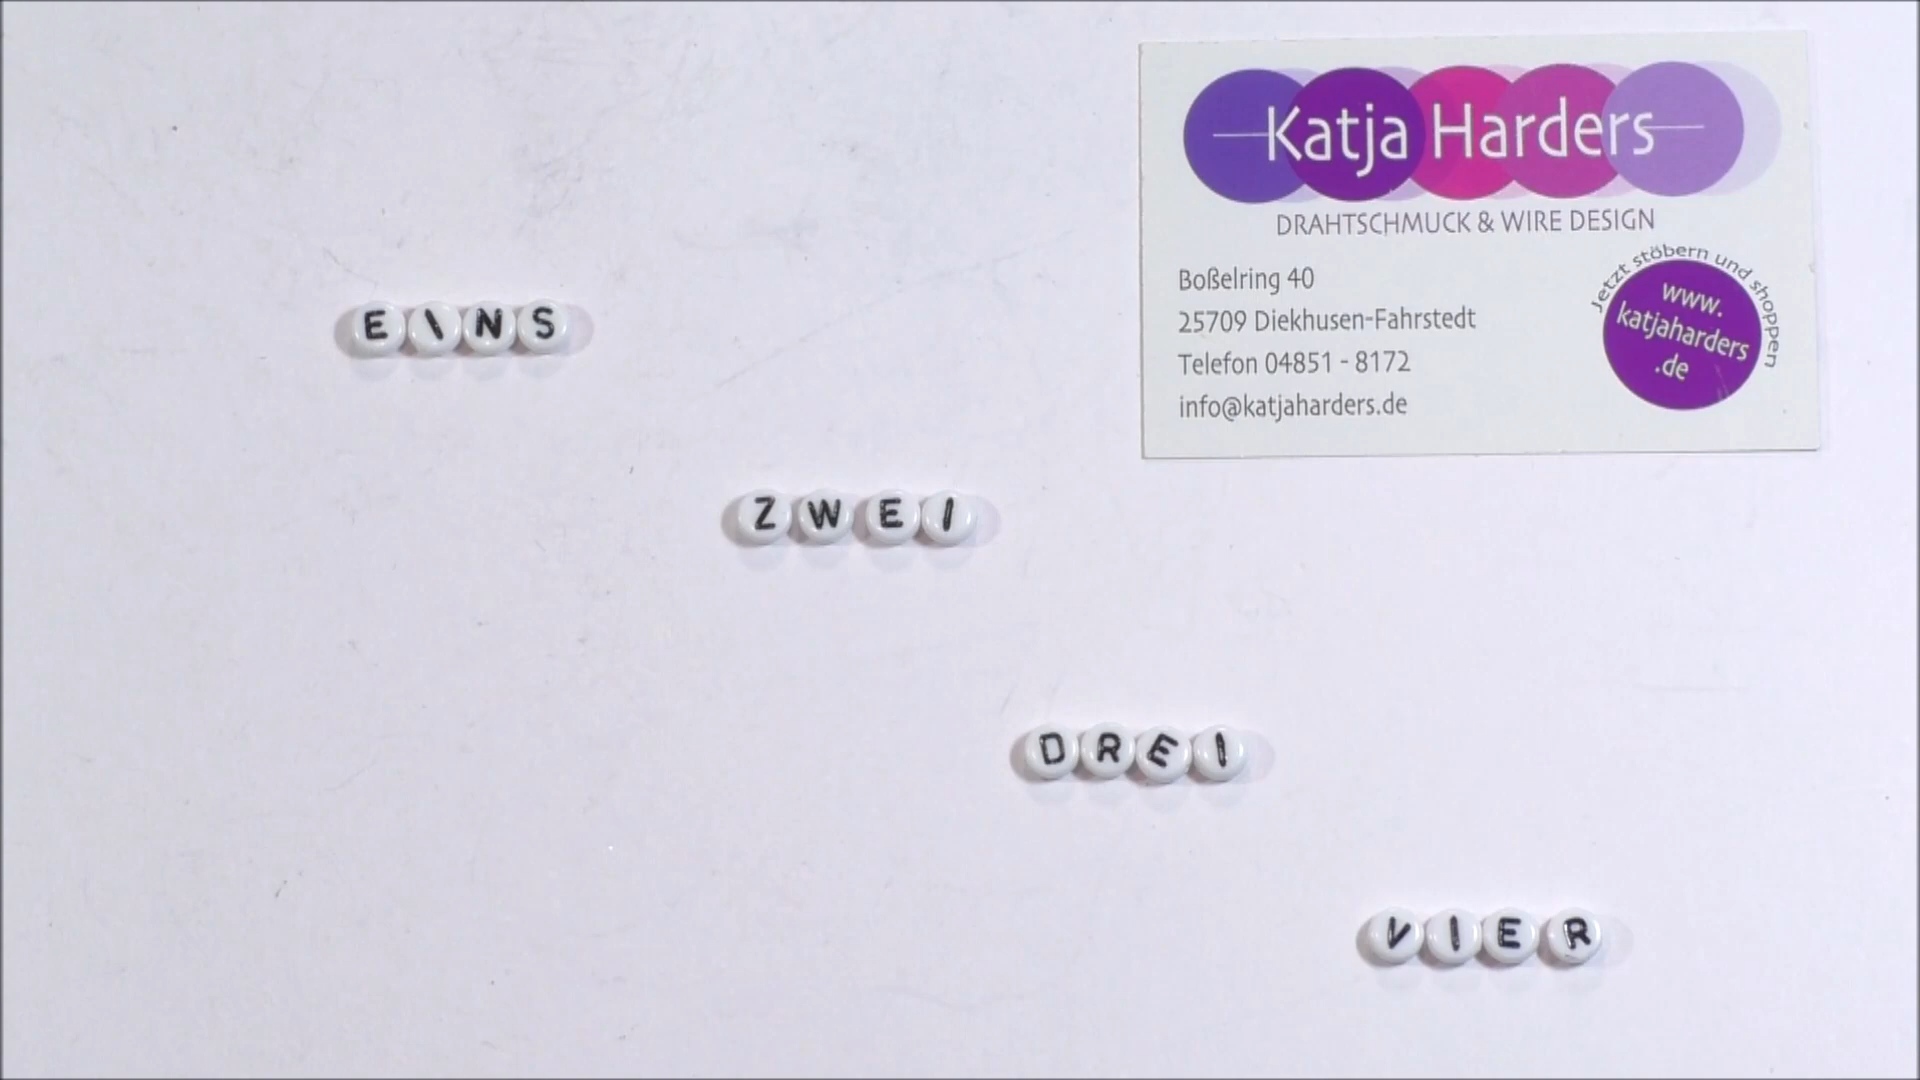 Katja Harders
DRAHTSCHMUCK & WIRE DESIGN
Boßelring 40
25709 Diekhusen-Fahrstedt
Telefon 04851 - 8172
info@katjaharders.de
Jetzt stöbern und shoppen
www.
katjaharders
.de
EINS
ZWEI
DREI
VIER